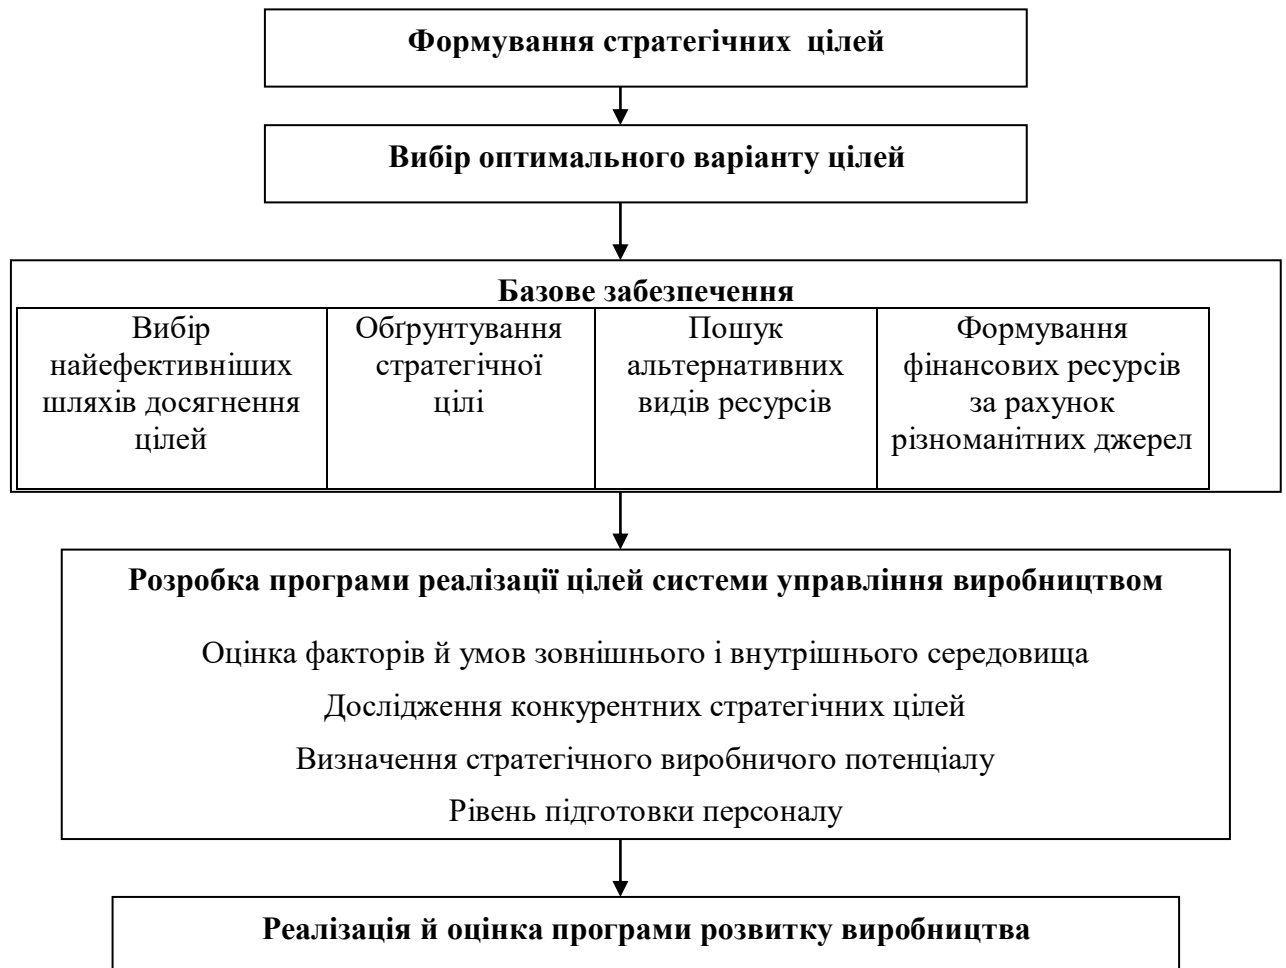 Формування стратегічних цілей
Вибір оптимального варіанту цілей
Базове забезпечення
Вибір
найефективніших
шляхів досягнення
цілей
Обґрунтування
стратегічної
цілі
Пошук
альтернативних
видів ресурсів
Формування
фінансових ресурсів
за рахунок
різноманітних джерел
Розробка програми реалізації цілей системи управління виробництвом
Оцінка факторів й умов зовнішнього і внутрішнього середовища
Дослідження конкурентних стратегічних цілей
Визначення стратегічного виробничого потенціалу
Рівень підготовки персоналу
Реалізація й оцінка програми розвитку виробництва